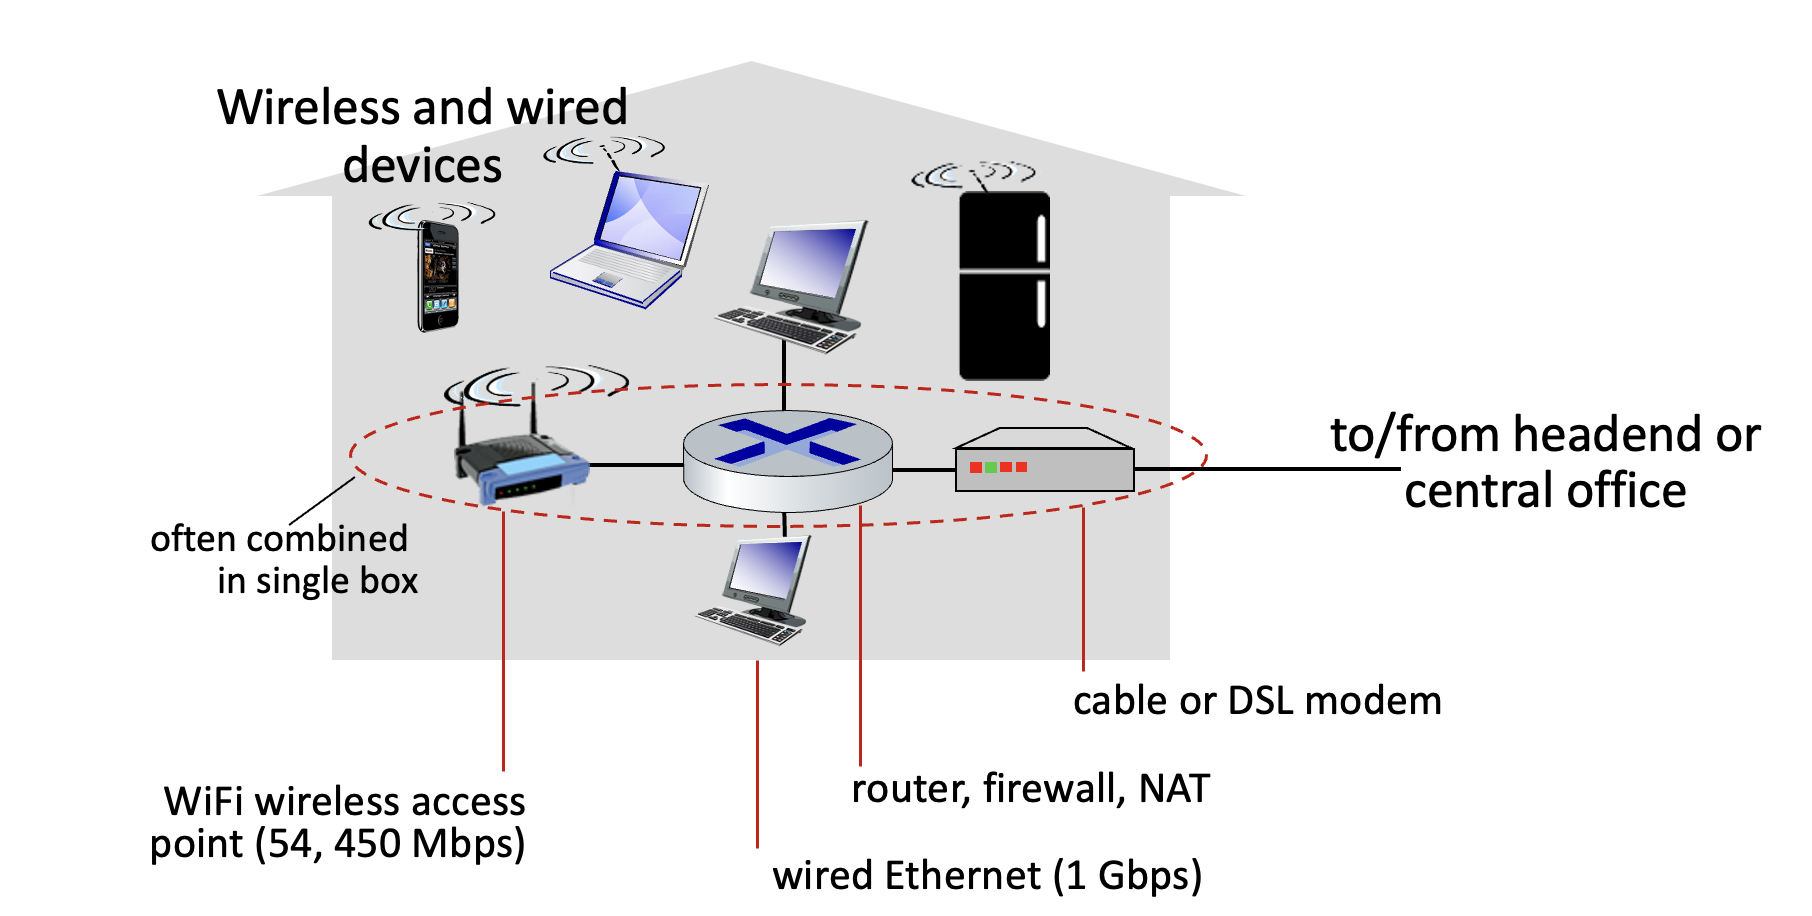 Wireless and wired
devices
to/from headend or
central office
often combined
in single box
cable or DSL modem
router, firewall, NAT
WiFi wireless access
point (54, 450 Mbps)
wired Ethernet (1 Gbps)